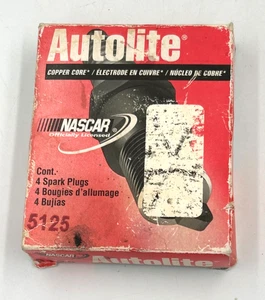 Autolite®
COPPER CORE* / ÉLECTRODE EN CUIVRE* / NÚCLEO DE COBRE*
NASCAR®
Officially Licensed
Cont.
4 Spark Plugs
4 Bougies d'allumage
4 Bujías
5125